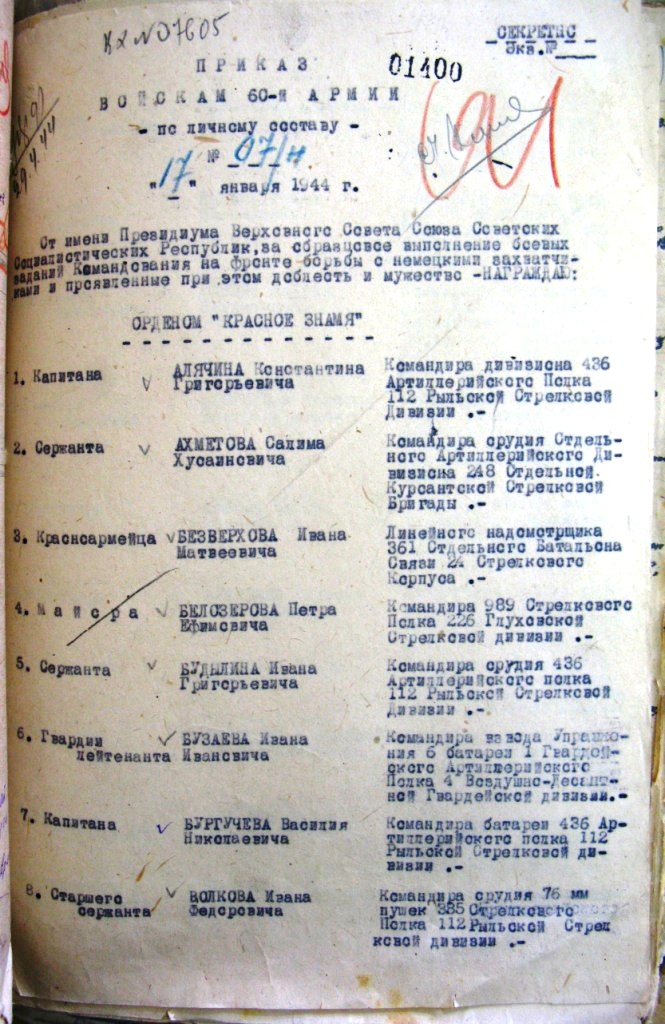 вх №07605
СЕКРЕТНО
Экз.№
ПРИКАЗ
01400
ВОЙСКАМ 60-й АРМИИ
- по личному составу -
№ 07/н
"17" января 1944 г.
29.4.44
От имени Президиума Верховного Совета Союза Советских
Социалистических Республик, за образцовое выполнение боевых
заданий Командования на фронте борьбы с немецкими захватчи-
ками и проявленные при этом доблесть и мужество -НАГРАЖДАЮ:
ОРДЕНОМ "КРАСНОЕ ЗНАМЯ"
1. Капитана АЛЯЧИНА Константина Командира дивизиона 436
Григорьевича Артиллерийского Полка
112 Рыльской Стрелковой
Дивизии .-
2. Сержанта АХМЕТОВА Салима Командира орудия Отдель-
Хусаиновича ного Артиллерийского Ди-
визиона 248 Отдельной
Курсантской Стрелковой
Бригады .-
3. Красноармейца БЕЗВЕРХОВА Ивана Линейного надсмотрщика
Матвеевича 361 Отдельного Батальона
Связи 24 Стрелкового
Корпуса .-
4. Майора БЕЛОЗЕРОВА Петра Командира 989 Стрелкового
Ефимовича Полка 226 Глуховской
Стрелковой дивизии .-
5. Сержанта БУДЫЛИНА Ивана Командира орудия 436
Григорьевича Артиллерийского полка
112 Рыльской Стрелковой
Дивизии .-
6. Гвардии БУЗАЕВА Ивана Командира взвода Управле-
лейтенанта Ивановича ния 6 батареи 1 Гвардей-
ского Артиллерийского
Полка 4 Воздушно-Десант-
ной Гвардейской дивизии.-
7. Капитана БУРГУЧЕВА Василия Командира батареи 436 Ар-
Николаевича тиллерийского полка 112
Рыльской Стрелковой ди-
визии .-
8. Старшего ВОЛКОВА Ивана Командира орудия 76 мм
сержанта Федоровича пушек 385 Стрелкового
Полка 112 Рыльской Стрел
ковой дивизии .-